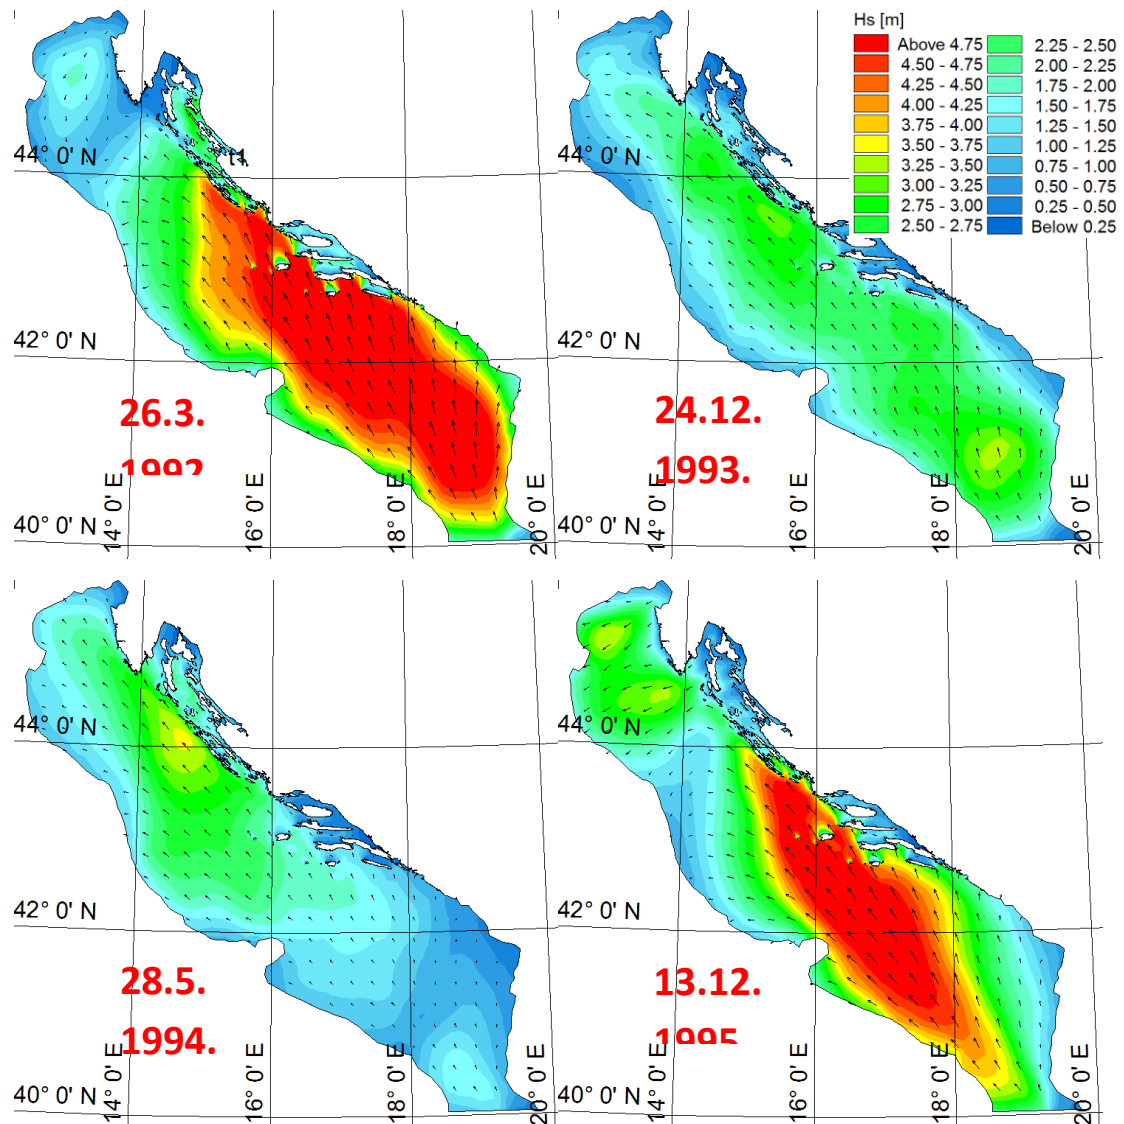 Hs [m]
Above 4.75
4.50 - 4.75
4.25 - 4.50
4.00 - 4.25
3.75 - 4.00
3.50 - 3.75
3.25 - 3.50
3.00 - 3.25
2.75 - 3.00
2.50 - 2.75
2.25 - 2.50
2.00 - 2.25
1.75 - 2.00
1.50 - 1.75
1.25 - 1.50
1.00 - 1.25
0.75 - 1.00
0.50 - 0.75
0.25 - 0.50
Below 0.25
44° 0' N
t1
42° 0' N
26.3.
1992
40° 0' N
14° 0' E
16° 0' E
18° 0' E
20° 0' E
44° 0' N
42° 0' N
24.12.
1993.
40° 0' N
14° 0' E
16° 0' E
18° 0' E
20° 0' E
44° 0' N
42° 0' N
28.5.
1994.
40° 0' N
14° 0' E
16° 0' E
18° 0' E
20° 0' E
44° 0' N
42° 0' N
13.12.
1995
40° 0' N
14° 0' E
16° 0' E
18° 0' E
20° 0' E